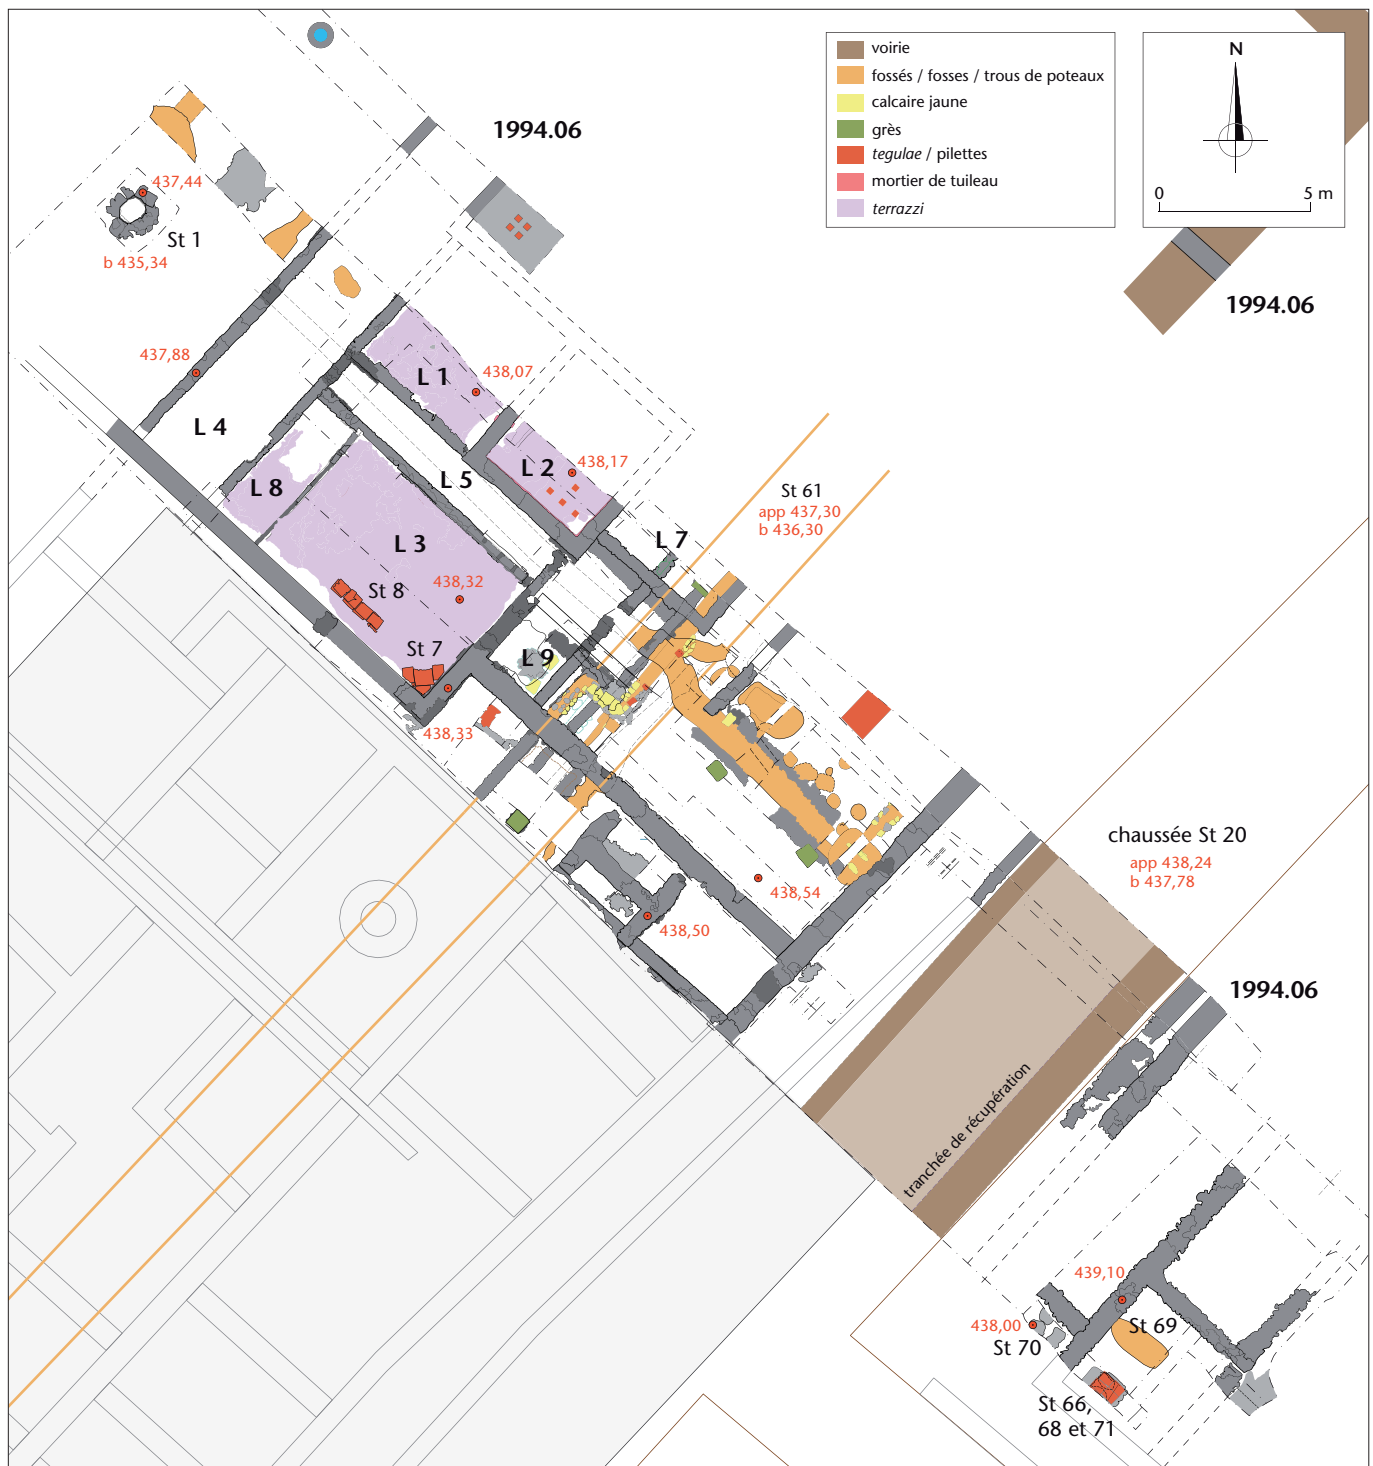 voirie
fossés / fosses / trous de poteaux
calcaire jaune
grès
tegulae / pilettes
mortier de tuileau
terrazzi
N
0 5 m
1994.06
437,44
St 1
b 435,34
1994.06
437,88
L 1
438,07
L 4
L 2
438,17
L 5
L 8
St 61
app 437,30
b 436,30
L 3
L 7
St 8
438,32
St 7
L 9
438,33
chaussée St 20
app 438,24
b 437,78
438,54
438,50
1994.06
tranchée de récupération
439,10
438,00
St 69
St 70
St 66,
68 et 71